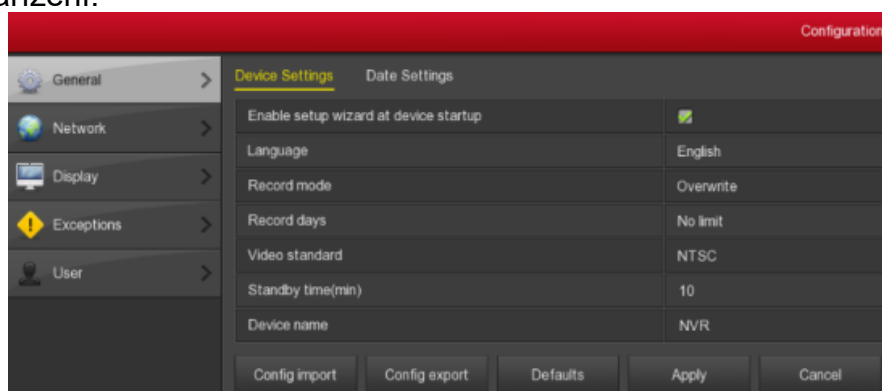 Configuration
General
Device Settings Date Settings
Enable setup wizard at device startup
Network
Language English
Display
Record mode Overwrite
Exceptions
Record days No limit
Video standard NTSC
User
Standby time(min) 10
Device name NVR
Config import Config export Defaults Apply Cancel